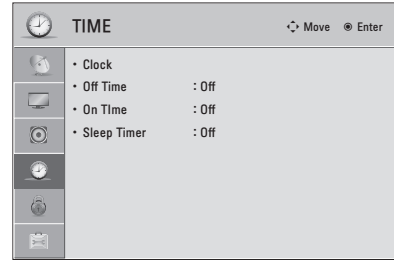 TIME Move Enter
• Clock
• Off Time : Off
• On TIme : Off
• Sleep Timer : Off